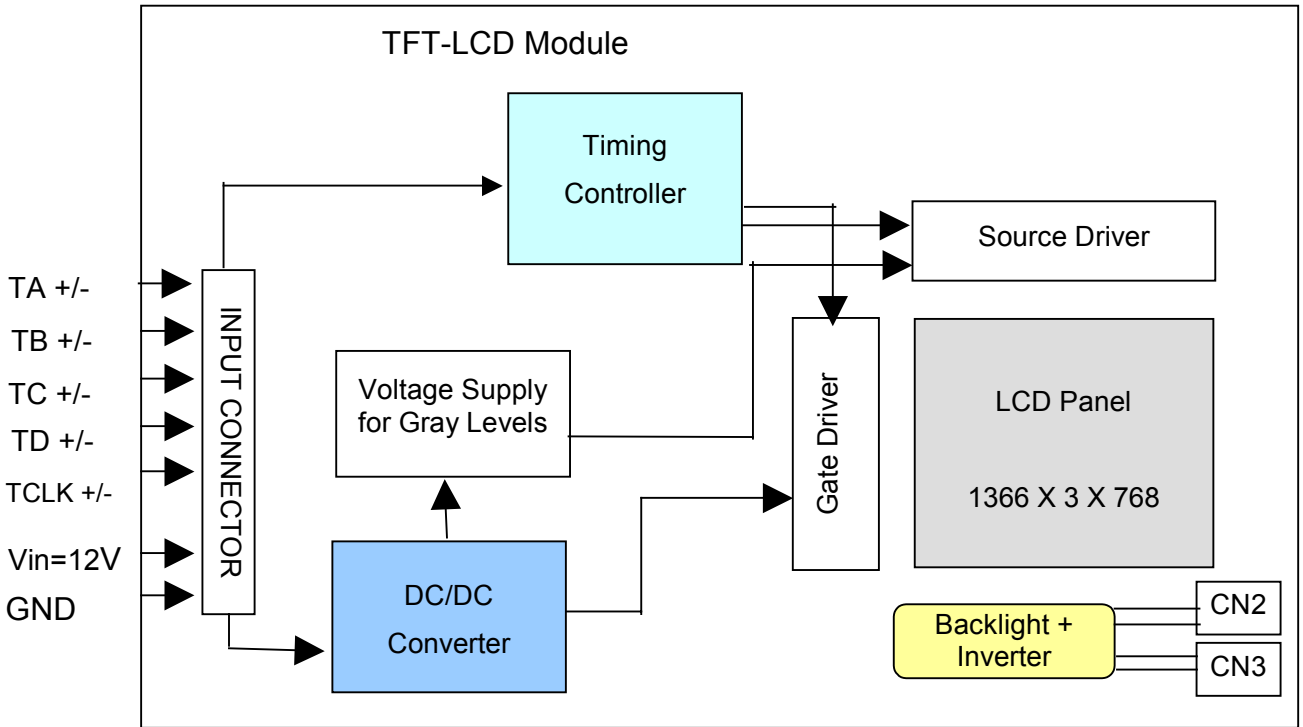 TFT-LCD Module
Timing
Controller
Source Driver
TA +/-
TB +/-
TC +/-
TD +/-
TCLK +/-
Vin=12V
GND
INPUT CONNECTOR
Voltage Supply
for Gray Levels
Gate Driver
LCD Panel
1366 X 3 X 768
DC/DC
Converter
Backlight +
Inverter
CN2
CN3